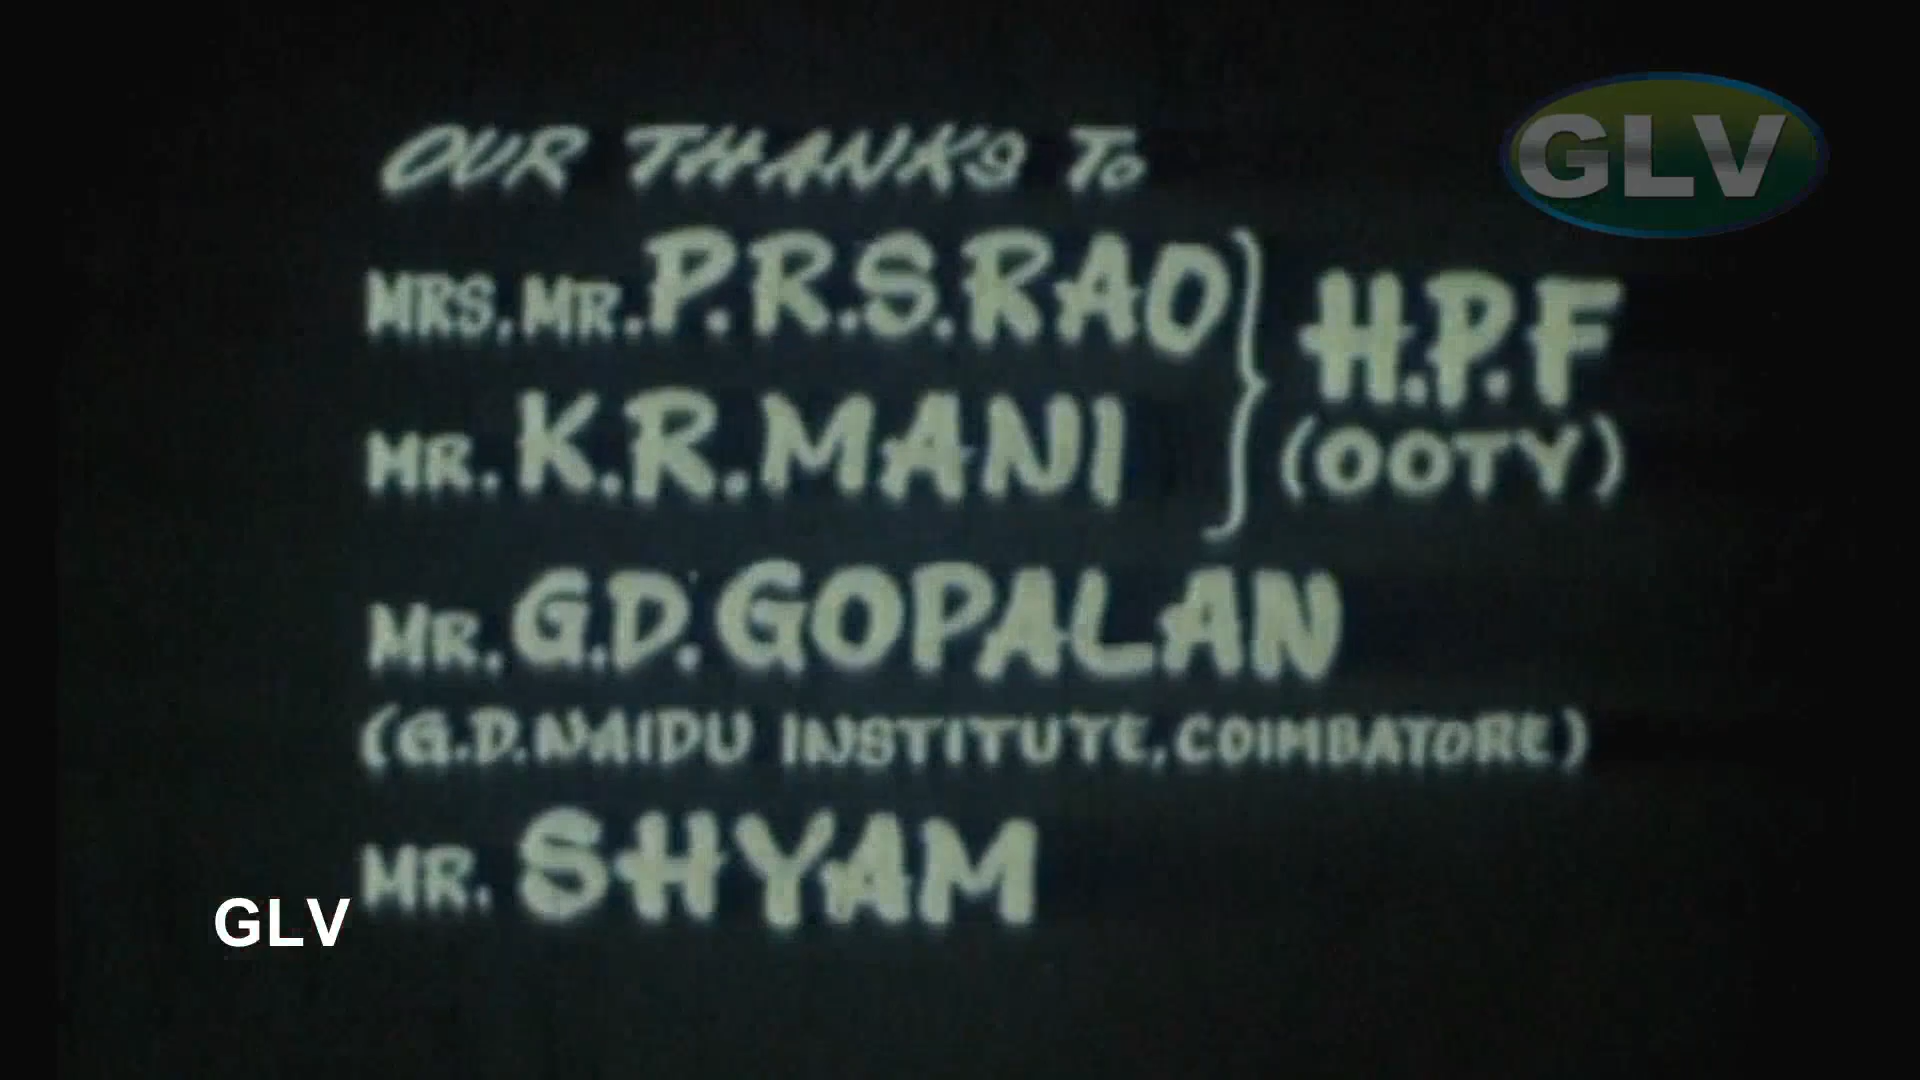 GLV
OUR THANKS TO
MRS. MR. P.R.S. RAO
MR. K.R. MANI
H.P.F
(OOTY)
MR. G.D. GOPALAN
(G.D. NAIDU INSTITUTE, COIMBATORE)
MR. SHYAM
GLV